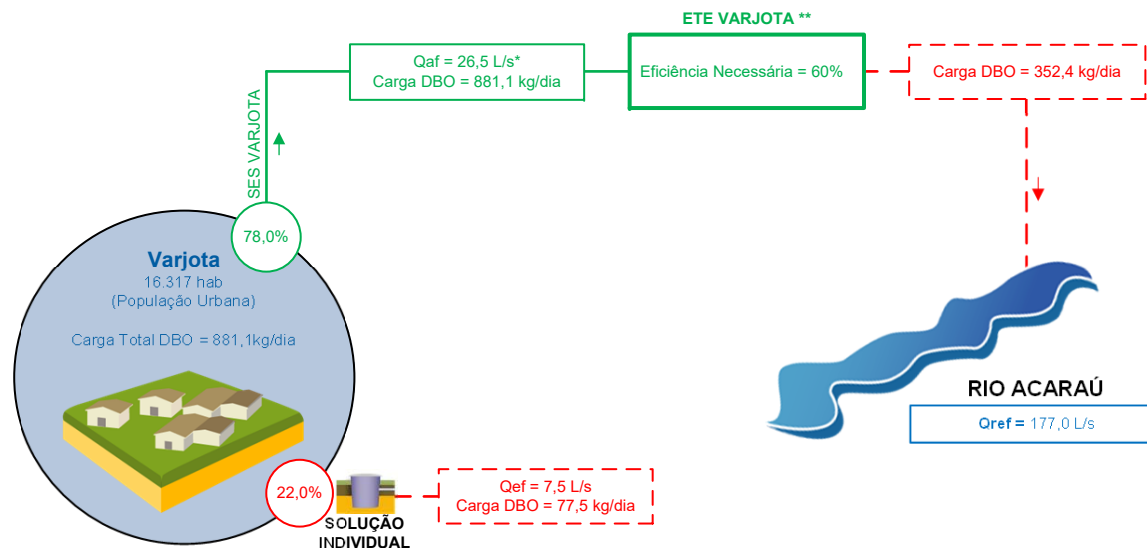 ETE VARJOTA **
Qaf = 26,5 L/s*
Carga DBO = 881,1 kg/dia
Eficiência Necessária = 60%
Carga DBO = 352,4 kg/dia
SES VARJOTA
78,0%
Varjota
16.317 hab
(População Urbana)
Carga Total DBO = 881,1kg/dia
RIO ACARAÚ
Qref = 177,0 L/s
22,0%
SOLUÇÃO
INDIVIDUAL
Qef = 7,5 L/s
Carga DBO = 77,5 kg/dia